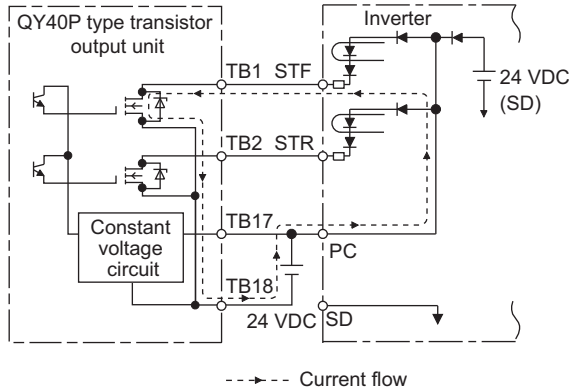 QY40P type transistor
output unit
Inverter
TB1 STF
24 VDC
(SD)
TB2 STR
TB17
Constant
voltage
circuit
PC
TB18
24 VDC SD
Current flow